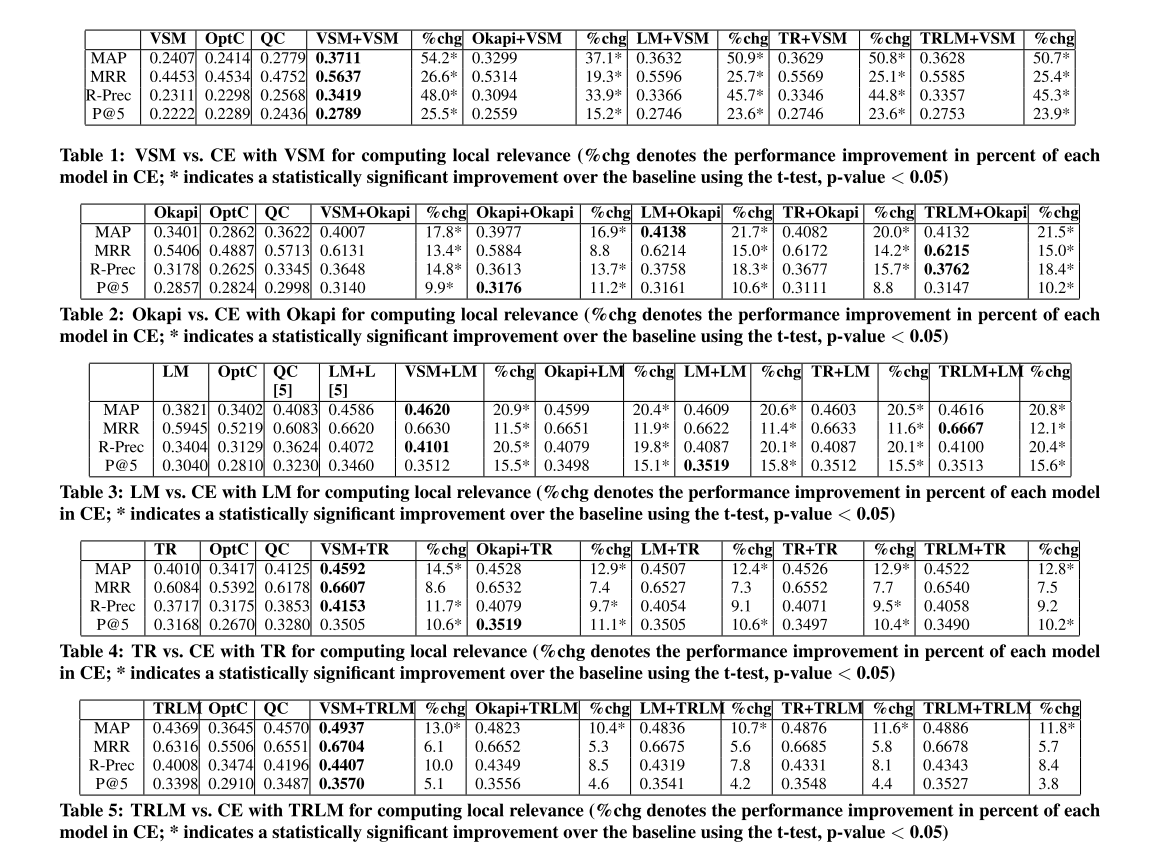 VSM OptC QC VSM+VSM %chg Okapi+VSM %chg LM+VSM %chg TR+VSM %chg TRLM+VSM %chg
MAP 0.2407 0.2414 0.2779 0.3711 54.2* 0.3299 37.1* 0.3632 50.9* 0.3629 50.8* 0.3628 50.7*
MRR 0.4453 0.4534 0.4752 0.5637 26.6* 0.5314 19.3* 0.5596 25.7* 0.5569 25.1* 0.5585 25.4*
R-Prec 0.2311 0.2298 0.2568 0.3419 48.0* 0.3094 33.9* 0.3366 45.7* 0.3346 44.8* 0.3357 45.3*
P@5 0.2222 0.2289 0.2436 0.2789 25.5* 0.2559 15.2* 0.2746 23.6* 0.2746 23.6* 0.2753 23.9*
Table 1: VSM vs. CE with VSM for computing local relevance (%chg denotes the performance improvement in percent of each
model in CE; * indicates a statistically significant improvement over the baseline using the t-test, p-value < 0.05)
Okapi OptC QC VSM+Okapi %chg Okapi+Okapi %chg LM+Okapi %chg TR+Okapi %chg TRLM+Okapi %chg
MAP 0.3401 0.2862 0.3622 0.4007 17.8* 0.3977 16.9* 0.4138 21.7* 0.4082 20.0* 0.4132 21.5*
MRR 0.5406 0.4887 0.5713 0.6131 13.4* 0.5884 8.8 0.6214 15.0* 0.6172 14.2* 0.6215 15.0*
R-Prec 0.3178 0.2625 0.3345 0.3648 14.8* 0.3613 13.7* 0.3758 18.3* 0.3677 15.7* 0.3762 18.4*
P@5 0.2857 0.2824 0.2998 0.3140 9.9* 0.3176 11.2* 0.3161 10.6* 0.3111 8.8 0.3147 10.2*
Table 2: Okapi vs. CE with Okapi for computing local relevance (%chg denotes the performance improvement in percent of each
model in CE; * indicates a statistically significant improvement over the baseline using the t-test, p-value < 0.05)
LM OptC QC LM+L VSM+LM %chg Okapi+LM %chg LM+LM %chg TR+LM %chg TRLM+LM %chg
[5] [5]
MAP 0.3821 0.3402 0.4083 0.4586 0.4620 20.9* 0.4599 20.4* 0.4609 20.6* 0.4603 20.5* 0.4616 20.8*
MRR 0.5945 0.5219 0.6083 0.6620 0.6630 11.5* 0.6651 11.9* 0.6622 11.4* 0.6633 11.6* 0.6667 12.1*
R-Prec 0.3404 0.3129 0.3624 0.4072 0.4101 20.5* 0.4079 19.8* 0.4087 20.1* 0.4087 20.1* 0.4100 20.4*
P@5 0.3040 0.2810 0.3230 0.3460 0.3512 15.5* 0.3498 15.1* 0.3519 15.8* 0.3512 15.5* 0.3513 15.6*
Table 3: LM vs. CE with LM for computing local relevance (%chg denotes the performance improvement in percent of each model
in CE; * indicates a statistically significant improvement over the baseline using the t-test, p-value < 0.05)
TR OptC QC VSM+TR %chg Okapi+TR %chg LM+TR %chg TR+TR %chg TRLM+TR %chg
MAP 0.4010 0.3417 0.4125 0.4592 14.5* 0.4528 12.9* 0.4507 12.4* 0.4526 12.9* 0.4522 12.8*
MRR 0.6084 0.5392 0.6178 0.6607 8.6 0.6532 7.4 0.6527 7.3 0.6552 7.7 0.6540 7.5
R-Prec 0.3717 0.3175 0.3853 0.4153 11.7* 0.4079 9.7* 0.4054 9.1 0.4071 9.5* 0.4058 9.2
P@5 0.3168 0.2670 0.3280 0.3505 10.6* 0.3519 11.1* 0.3505 10.6* 0.3497 10.4* 0.3490 10.2*
Table 4: TR vs. CE with TR for computing local relevance (%chg denotes the performance improvement in percent of each model
in CE; * indicates a statistically significant improvement over the baseline using the t-test, p-value < 0.05)
TRLM OptC QC VSM+TRLM %chg Okapi+TRLM %chg LM+TRLM %chg TR+TRLM %chg TRLM+TRLM %chg
MAP 0.4369 0.3645 0.4570 0.4937 13.0* 0.4823 10.4* 0.4836 10.7* 0.4876 11.6* 0.4886 11.8*
MRR 0.6316 0.5506 0.6551 0.6704 6.1 0.6652 5.3 0.6675 5.6 0.6685 5.8 0.6678 5.7
R-Prec 0.4008 0.3474 0.4196 0.4407 10.0 0.4349 8.5 0.4319 7.8 0.4331 8.1 0.4343 8.4
P@5 0.3398 0.2910 0.3487 0.3570 5.1 0.3556 4.6 0.3541 4.2 0.3548 4.4 0.3527 3.8
Table 5: TRLM vs. CE with TRLM for computing local relevance (%chg denotes the performance improvement in percent of each
model in CE; * indicates a statistically significant improvement over the baseline using the t-test, p-value < 0.05)